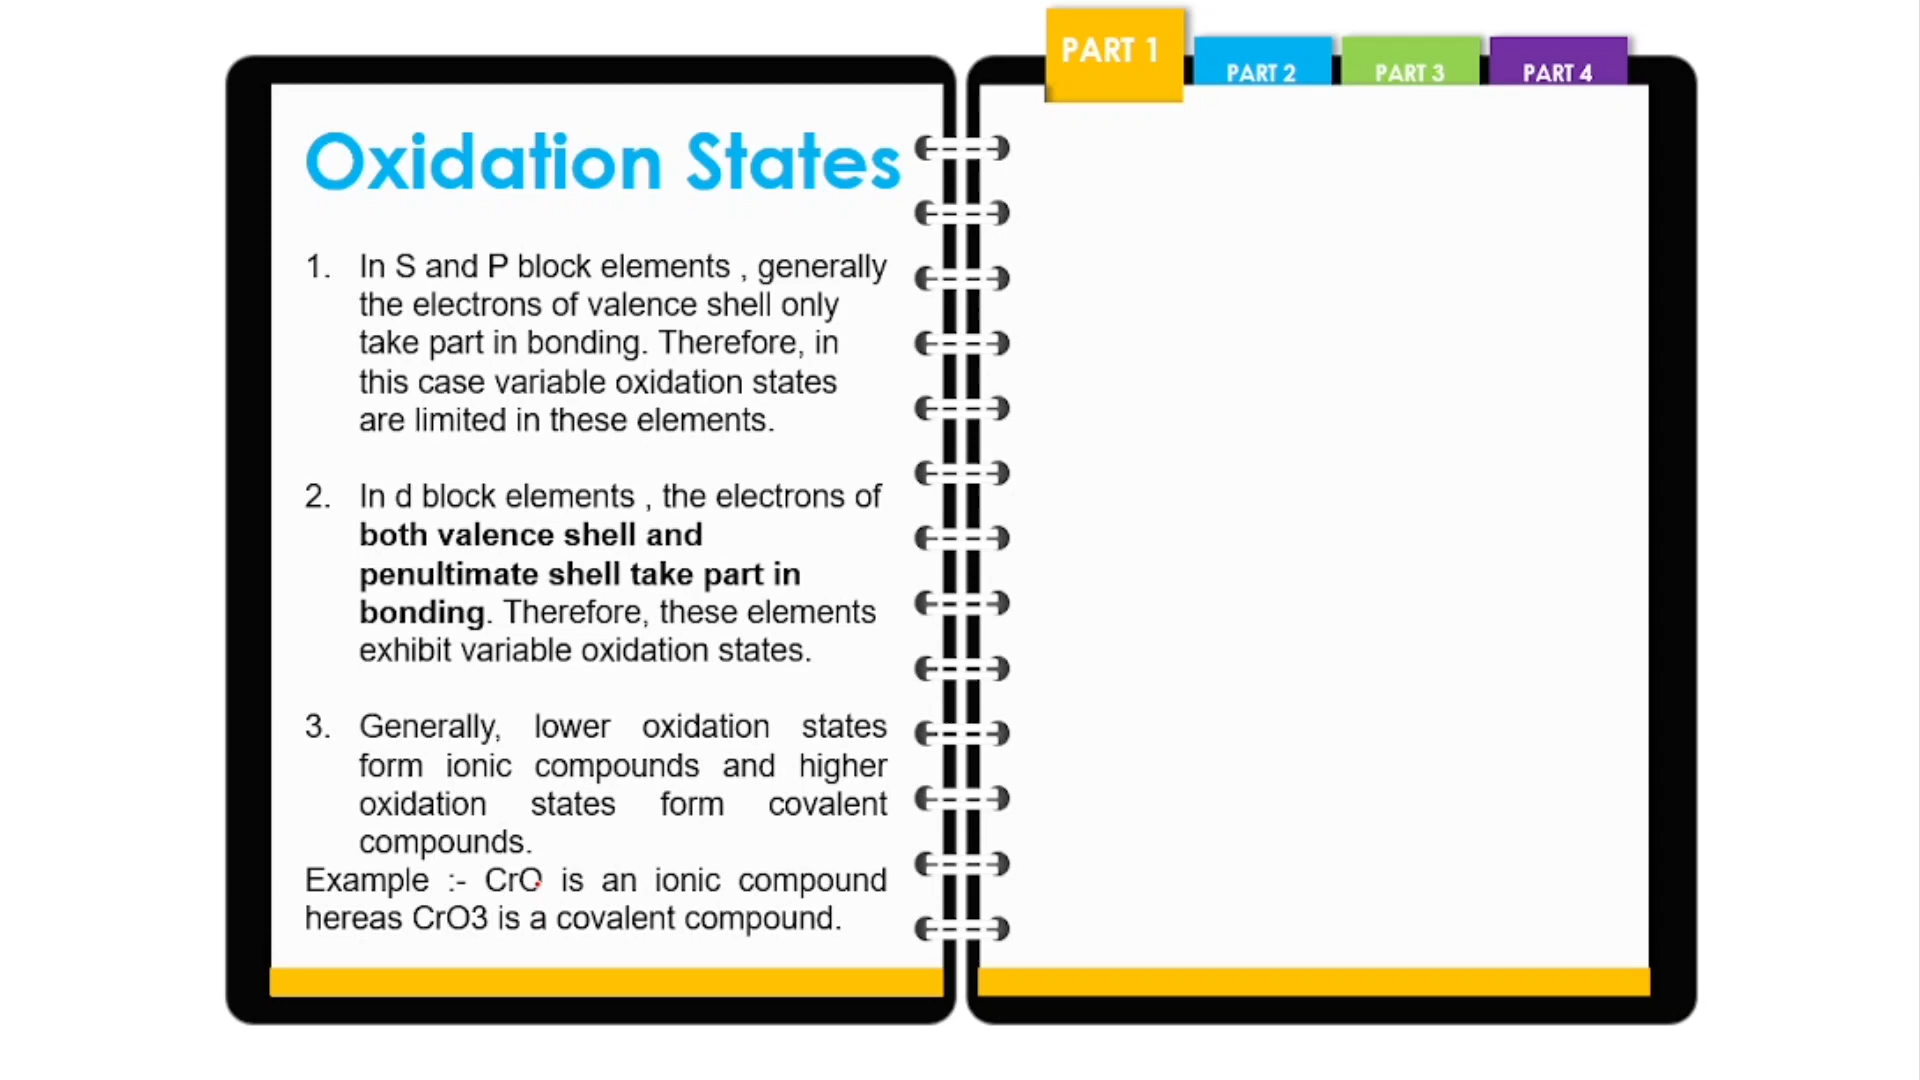 PART 1
PART 2
PART 3
PART 4
Oxidation States
1. In S and P block elements , generally
the electrons of valence shell only
take part in bonding. Therefore, in
this case variable oxidation states
are limited in these elements.
2. In d block elements , the electrons of
both valence shell and
penultimate shell take part in
bonding. Therefore, these elements
exhibit variable oxidation states.
3. Generally, lower oxidation states
form ionic compounds and higher
oxidation states form covalent
compounds.
Example :- CrO is an ionic compound
hereas CrO3 is a covalent compound.